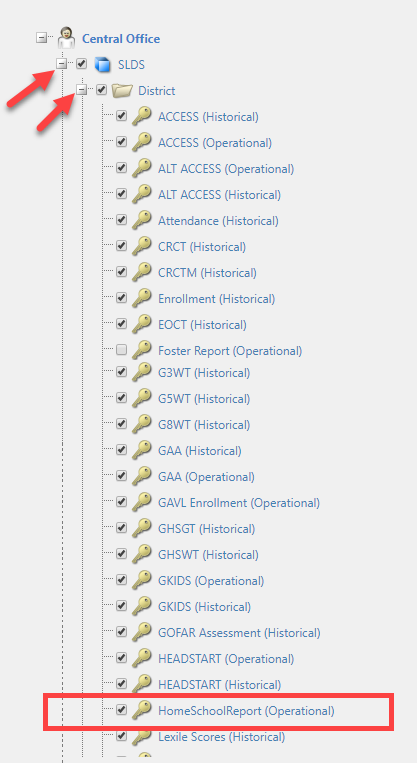 Central Office
SLDS
District
ACCESS (Historical)
ACCESS (Operational)
ALT ACCESS (Operational)
ALT ACCESS (Historical)
Attendance (Historical)
CRCT (Historical)
CRCTM (Historical)
Enrollment (Historical)
EOCT (Historical)
Foster Report (Operational)
G3WT (Historical)
G5WT (Historical)
G8WT (Historical)
GAA (Historical)
GAA (Operational)
GAVL Enrollment (Operational)
GHSGT (Historical)
GHSWT (Historical)
GKIDS (Operational)
GKIDS (Historical)
GOFAR Assessment (Historical)
HEADSTART (Operational)
HEADSTART (Historical)
HomeSchoolReport (Operational)
Lexile Scores (Historical)